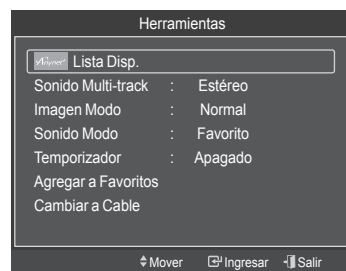 Herramientas
Anynet+ Lista Disp.
Sonido Multi-track : Estéreo
Imagen Modo : Normal
Sonido Modo : Favorito
Temporizador : Apagado
Agregar a Favoritos
Cambiar a Cable
Mover Ingresar Salir